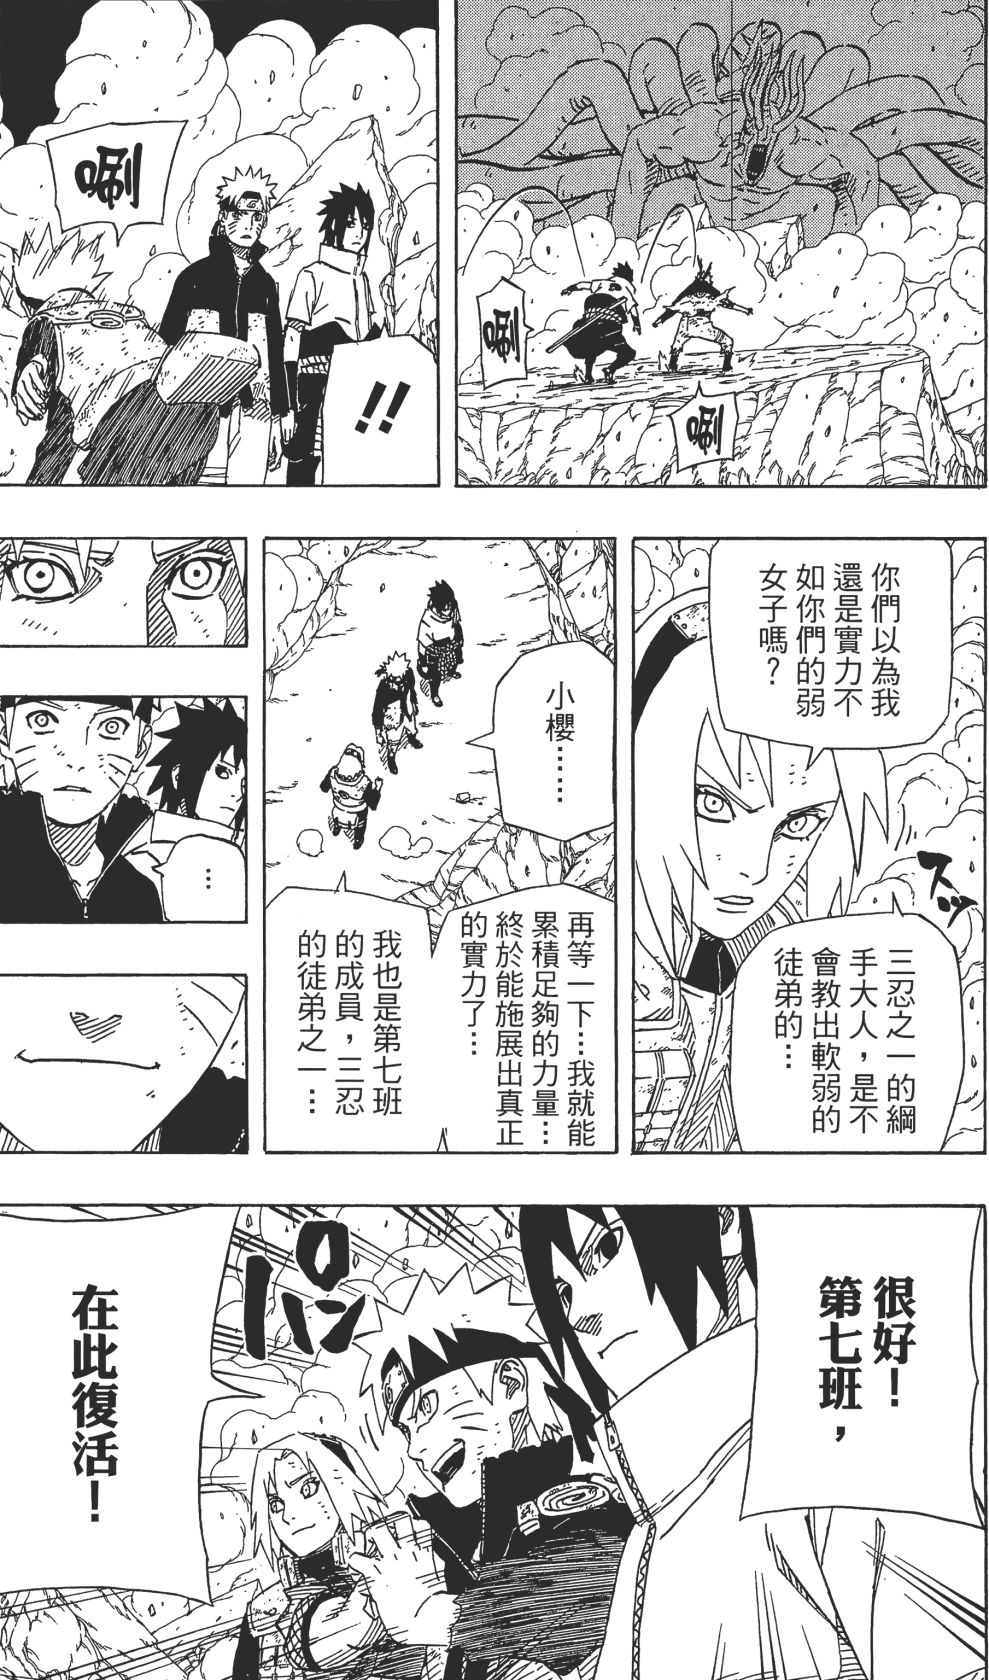 唰
唰
唰
!!
你們以為我
還是實力不
如你們的弱
女子嗎?
スッ
三忍之一的綱
手大人，是不
會教出軟弱的
徒弟的…
小櫻……
再等一下…我就能
累積足夠的力量…
終於能施展出真正
的實力了…
我也是第七班
的成員，三忍
的徒弟之一…
…
很好！
第七班，
パン
在此復活！